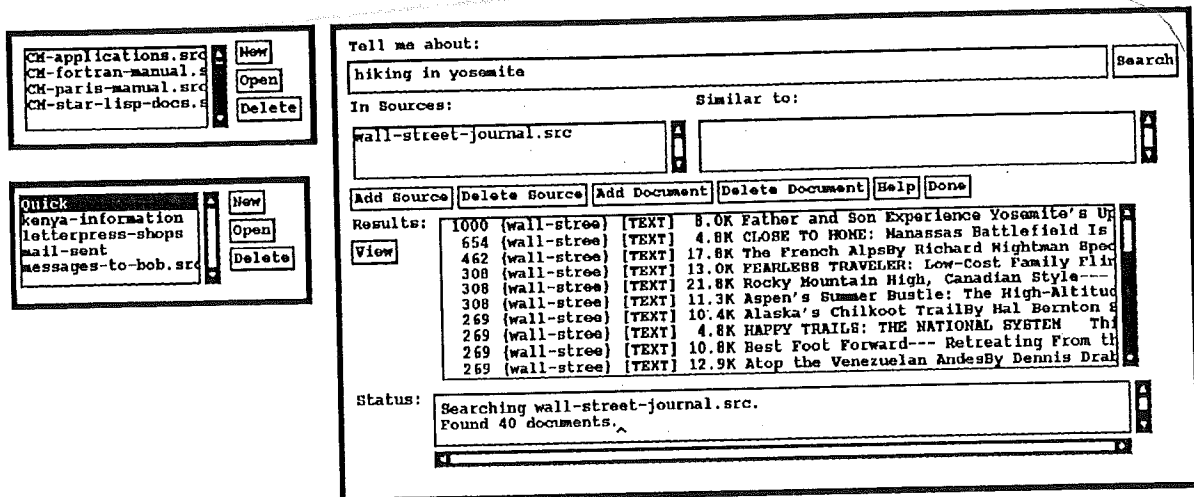 CM-applications.src
CM-fortran-manual.s
CM-paris-manual.src
CM-star-lisp-docs.s
New
Open
Delete
Quick
kenya-information
letterpress-shops
mail-sent
messages-to-bob.src
New
Open
Delete
Tell me about:
hiking in yosemite
Search
In Sources:
Similar to:
wall-street-journal.src
Add Source Delete Source Add Document Delete Document Help Done
Results:
View
1000 {wall-stree} [TEXT] 8.0K Father and Son Experience Yosemite's Up
654 {wall-stree} [TEXT] 4.8K CLOSE TO HOME: Manassas Battlefield Is
462 {wall-stree} [TEXT] 17.8K The French AlpsBy Richard Wightman Spec
308 {wall-stree} [TEXT] 13.0K FEARLESS TRAVELER: Low-Cost Family Flin
308 {wall-stree} [TEXT] 21.8K Rocky Mountain High, Canadian Style---
308 {wall-stree} [TEXT] 11.3K Aspen's Summer Bustle: The High-Altitud
269 {wall-stree} [TEXT] 10.4K Alaska's Chilkoot TrailBy Hal Bernton
269 {wall-stree} [TEXT] 4.8K HAPPY TRAILS: THE NATIONAL SYSTEM Thi
269 {wall-stree} [TEXT] 10.8K Best Foot Forward--- Retreating From th
269 {wall-stree} [TEXT] 12.9K Atop the Venezuelan AndesBy Dennis Drab
Status:
Searching wall-street-journal.src.
Found 40 documents.